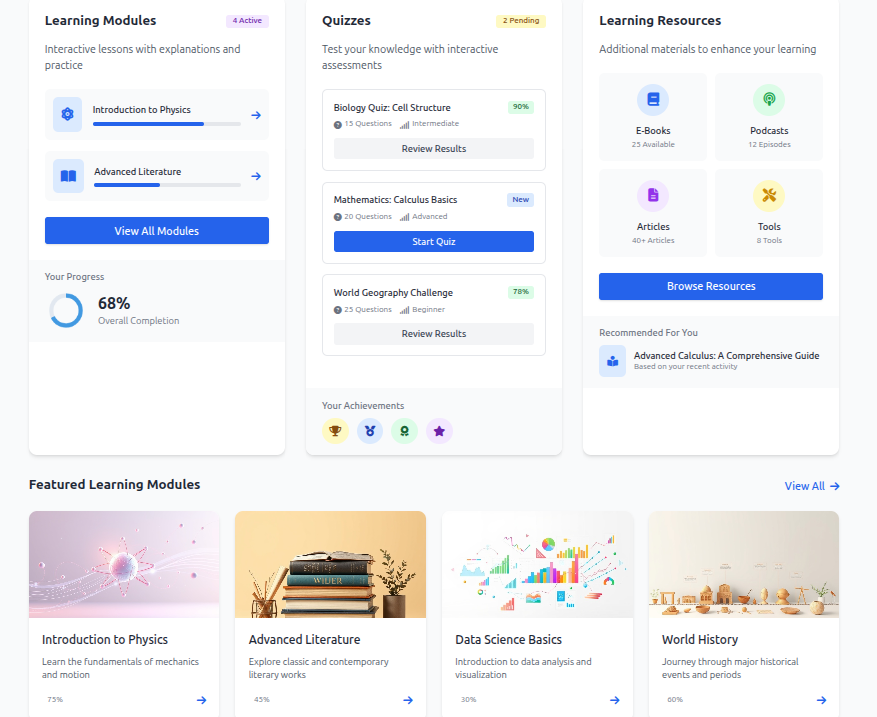 Learning Modules
4 Active
Interactive lessons with explanations and
practice
Introduction to Physics
Advanced Literature
View All Modules
Your Progress
68%
Overall Completion
Quizzes
2 Pending
Test your knowledge with interactive
assessments
Biology Quiz: Cell Structure
90%
15 Questions
Intermediate
Review Results
Mathematics: Calculus Basics
New
20 Questions
Advanced
Start Quiz
World Geography Challenge
78%
25 Questions
Beginner
Review Results
Your Achievements
Learning Resources
Additional materials to enhance your learning
E-Books
25 Available
Podcasts
12 Episodes
Articles
40+ Articles
Tools
8 Tools
Browse Resources
Recommended For You
Advanced Calculus: A Comprehensive Guide
Based on your recent activity
Featured Learning Modules
View All
WIDER
Introduction to Physics
Learn the fundamentals of mechanics
and motion
75%
Advanced Literature
Explore classic and contemporary
literary works
45%
Data Science Basics
Introduction to data analysis and
visualization
30%
World History
Journey through major historical
events and periods
60%